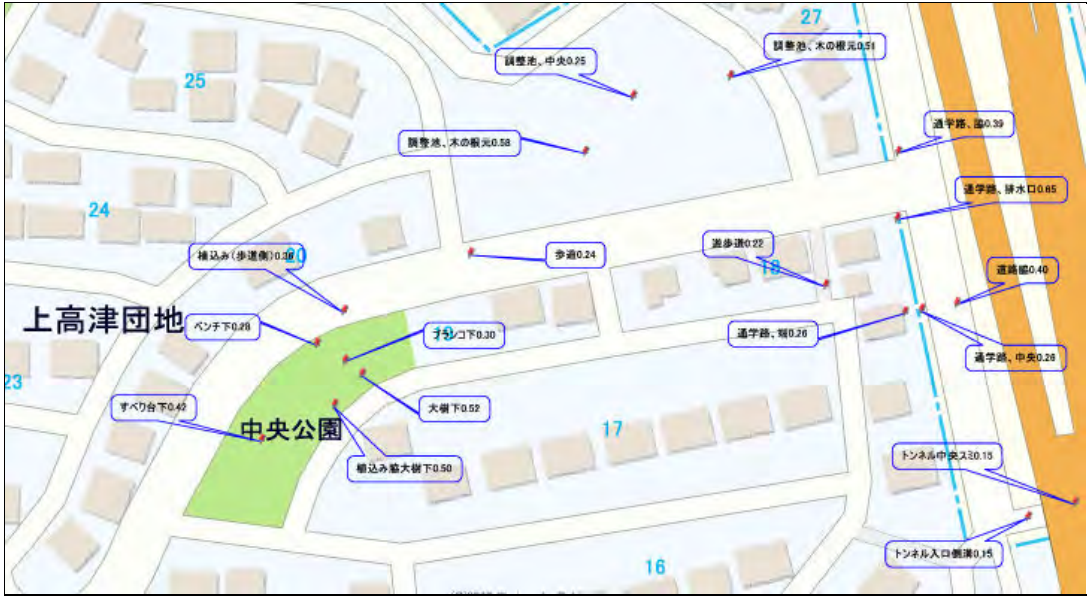 27
調整池、木の根元0.51
調整池、中央0.25
25
通学路、脇0.39
調整池、木の根元0.58
通学路、排水口0.65
24
植込み(歩道側)0.26
20
歩道0.24
遊歩道0.22
18
道路脇0.40
上高津団地
ベンチ下0.28
ブランコ下0.30
19
通学路、端0.26
通学路、中央0.26
23
すべり台下0.42
大樹下0.52
中央公園
17
植込み脇大樹下0.50
トンネル中央スミ0.15
トンネル入口側溝0.15
16